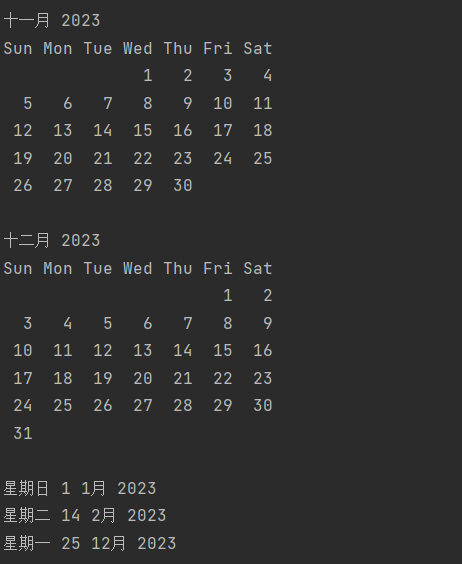 十一月 2023
Sun Mon Tue Wed Thu Fri Sat
1 2 3 4
5 6 7 8 9 10 11
12 13 14 15 16 17 18
19 20 21 22 23 24 25
26 27 28 29 30
十二月 2023
Sun Mon Tue Wed Thu Fri Sat
1 2
3 4 5 6 7 8 9
10 11 12 13 14 15 16
17 18 19 20 21 22 23
24 25 26 27 28 29 30
31
星期日 1 1月 2023
星期二 14 2月 2023
星期一 25 12月 2023